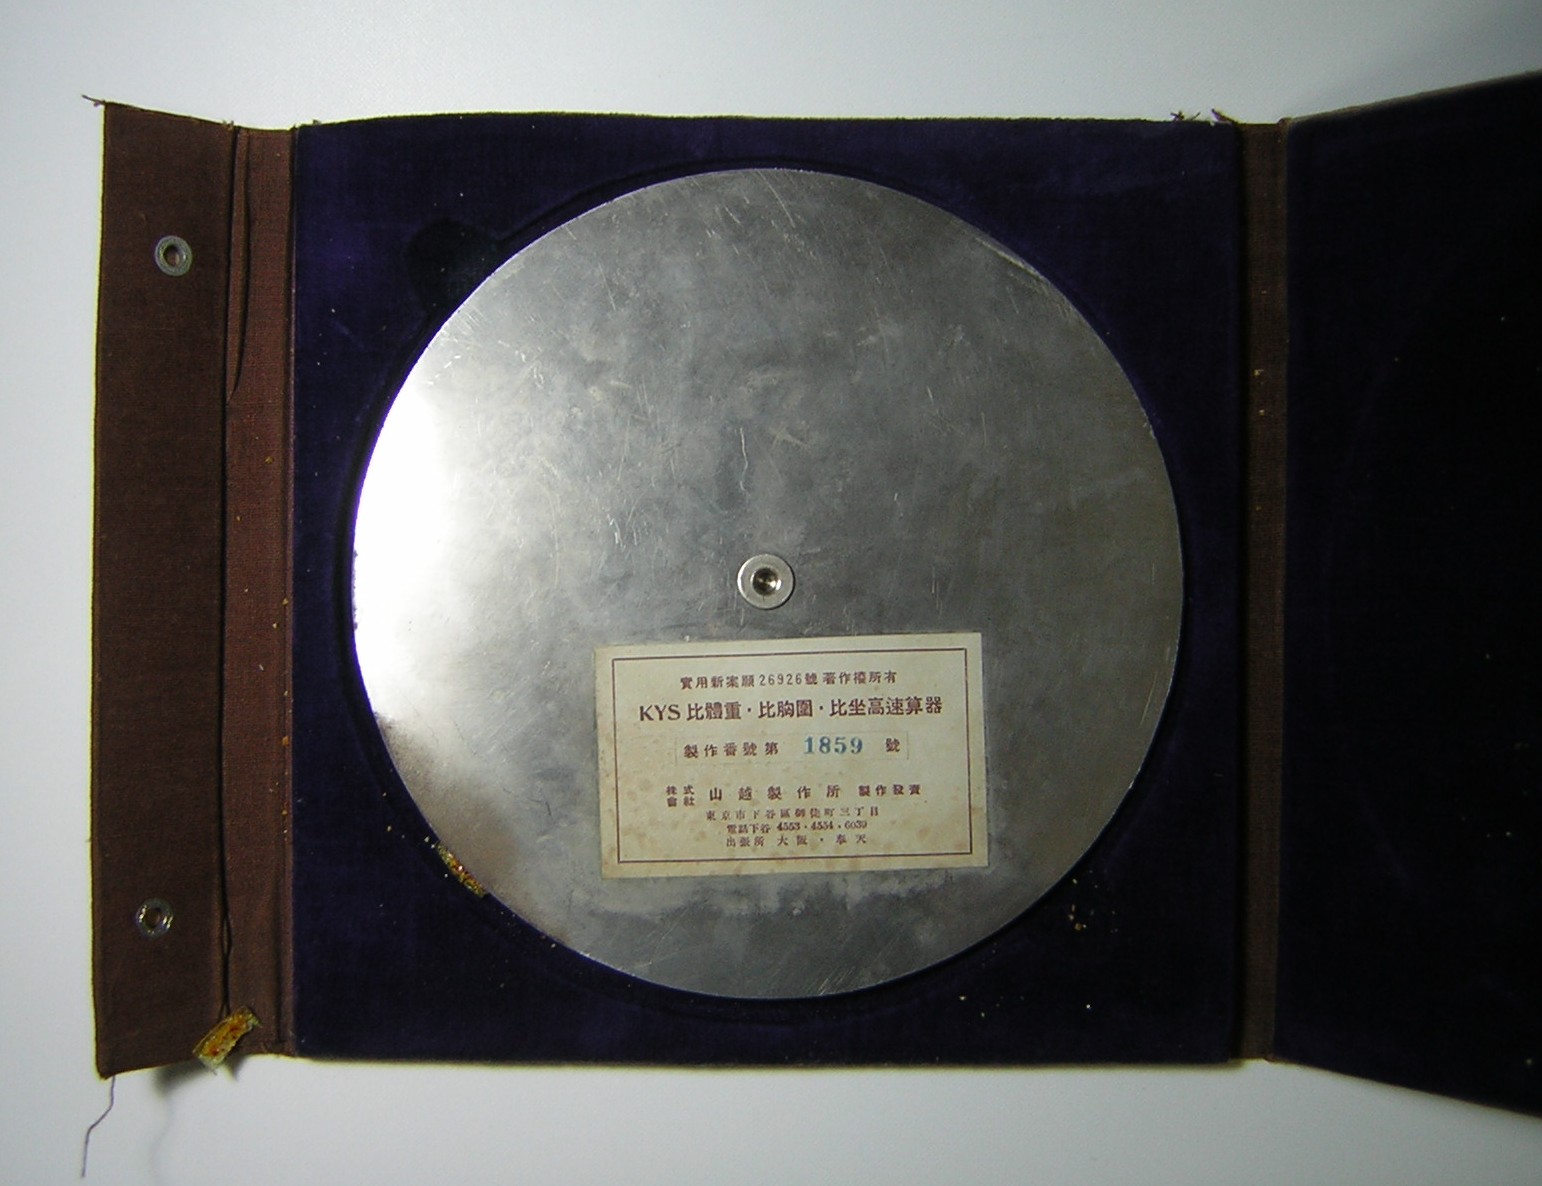 實用新案願26926號 著作權所有
KYS 比體重・比胸圍・比坐高速算器
製作番號第 1859 號
株式會社 山越製作所 製作發賣
東京市下谷區御徒町三丁目
電話下谷 4553・4554・6039
出張所 大阪・奉天